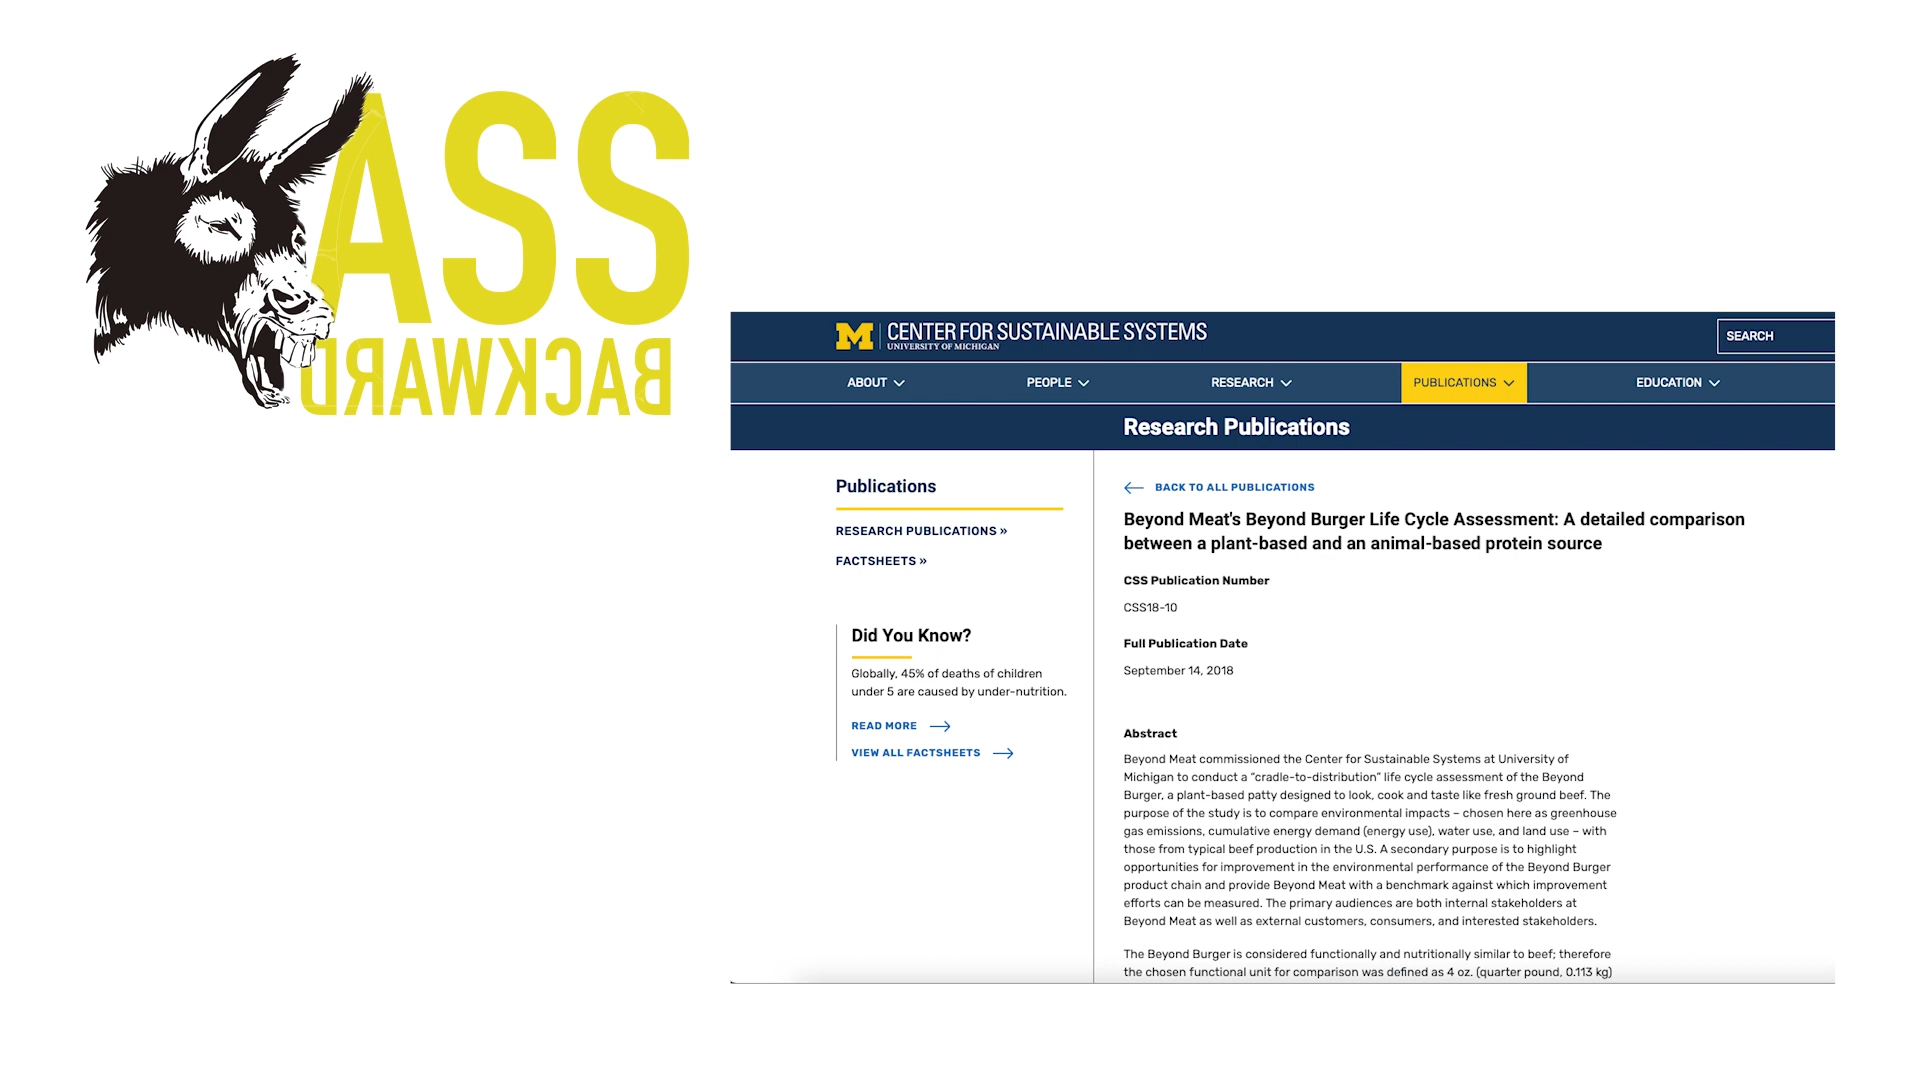 ASS
BACKWARD
M CENTER FOR SUSTAINABLE SYSTEMS
UNIVERSITY OF MICHIGAN
SEARCH
ABOUT PEOPLE RESEARCH PUBLICATIONS EDUCATION
Research Publications
Publications
RESEARCH PUBLICATIONS »
FACTSHEETS »
Did You Know?
Globally, 45% of deaths of children
under 5 are caused by under-nutrition.
READ MORE
VIEW ALL FACTSHEETS
BACK TO ALL PUBLICATIONS
Beyond Meat's Beyond Burger Life Cycle Assessment: A detailed comparison
between a plant-based and an animal-based protein source
CSS Publication Number
CSS18-10
Full Publication Date
September 14, 2018
Abstract
Beyond Meat commissioned the Center for Sustainable Systems at University of
Michigan to conduct a “cradle-to-distribution” life cycle assessment of the Beyond
Burger, a plant-based patty designed to look, cook and taste like fresh ground beef. The
purpose of the study is to compare environmental impacts – chosen here as greenhouse
gas emissions, cumulative energy demand (energy use), water use, and land use – with
those from typical beef production in the U.S. A secondary purpose is to highlight
opportunities for improvement in the environmental performance of the Beyond Burger
product chain and provide Beyond Meat with a benchmark against which improvement
efforts can be measured. The primary audiences are both internal stakeholders at
Beyond Meat as well as external customers, consumers, and interested stakeholders.
The Beyond Burger is considered functionally and nutritionally similar to beef; therefore
the chosen functional unit for comparison was defined as 4 oz. (quarter pound, 0.113 kg)